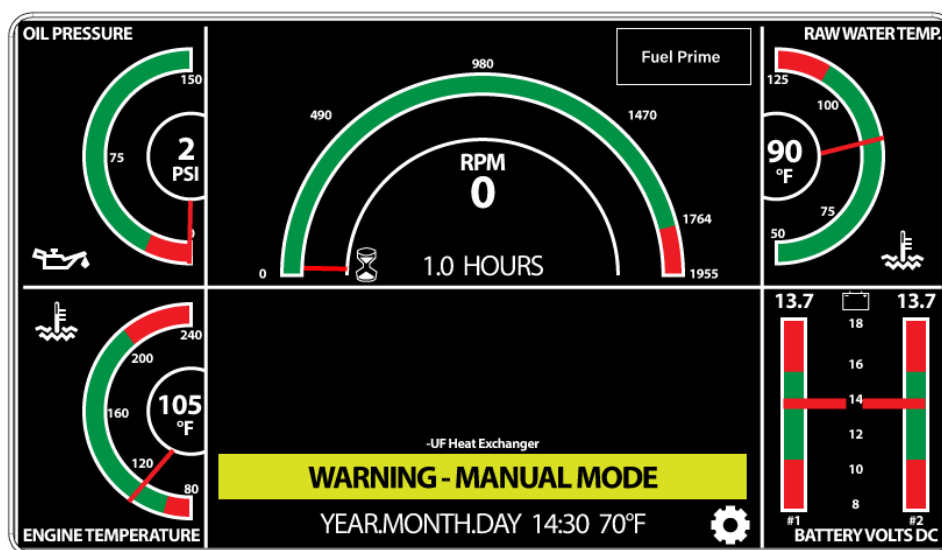 OIL PRESSURE
150
75
2
PSI
0
Fuel Prime
980
490
1470
RPM
0
1764
0
1.0 HOURS
1955
RAW WATER TEMP.
125
100
90
°F
75
50
240
200
160
105
°F
120
80
ENGINE TEMPERATURE
-UF Heat Exchanger
WARNING - MANUAL MODE
YEAR.MONTH.DAY 14:30 70°F
13.7 13.7
18
16
14
12
10
8
#1 #2
BATTERY VOLTS DC